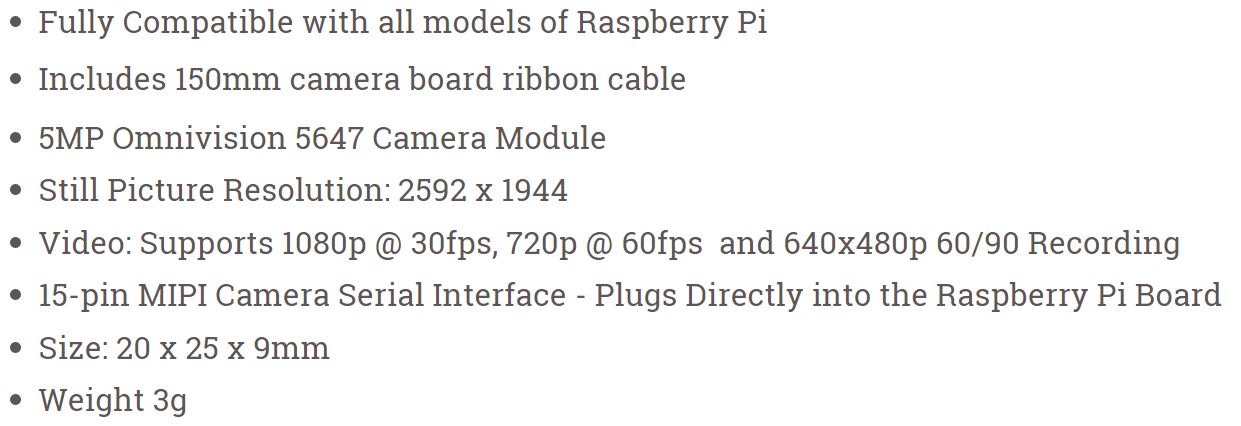 • Fully Compatible with all models of Raspberry Pi
• Includes 150mm camera board ribbon cable
• 5MP Omnivision 5647 Camera Module
• Still Picture Resolution: 2592 x 1944
• Video: Supports 1080p @ 30fps, 720p @ 60fps  and 640x480p 60/90 Recording
• 15-pin MIPI Camera Serial Interface - Plugs Directly into the Raspberry Pi Board
• Size: 20 x 25 x 9mm
• Weight 3g